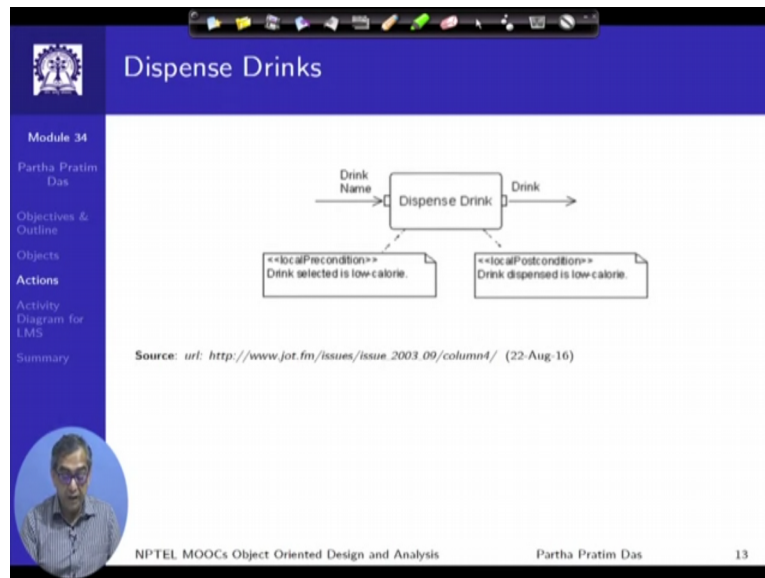 Dispense Drinks
Module 34
Partha Pratim
Das
Objectives &
Outline
Objects
Actions
Activity
Diagram for
LMS
Summary
Drink
Name
Dispense Drink
Drink
<<localPrecondition>>
Drink selected is low-calorie.
<<localPostcondition>>
Drink dispensed is low-calorie.
Source: url: http://www.jot.fm/issues/issue_2003_09/column4/ (22-Aug-16)
NPTEL MOOCs Object Oriented Design and Analysis
Partha Pratim Das
13